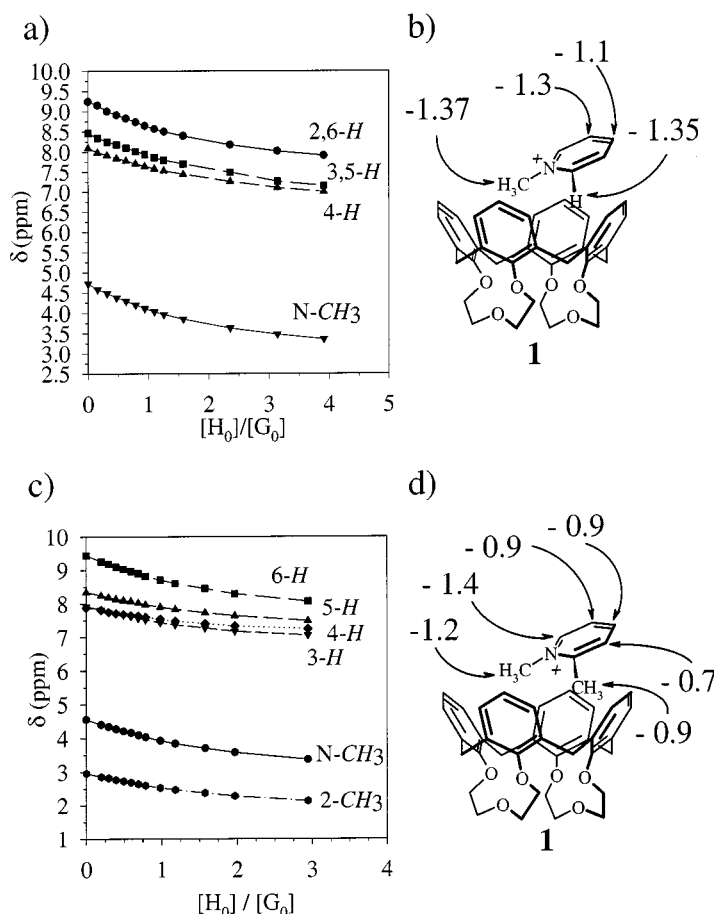 a)
δ (ppm)
10.0
9.5
9.0
8.5
8.0
7.5
7.0
6.5
6.0
5.5
5.0
4.5
4.0
3.5
3.0
2.5
2,6-H
3,5-H
4-H
N-CH3
0 1 2 3 4 5
[H₀]/[G₀]
b)
- 1.1
- 1.3
-1.37
- 1.35
+
N
H₃C
H
O O O O
O O
1
c)
δ (ppm)
10
9
8
7
6
5
4
3
2
1
6-H
5-H
4-H
3-H
N-CH3
2-CH3
0 1 2 3 4
[H₀] / [G₀]
d)
- 0.9
- 0.9
- 1.4
-1.2
H₃C
N
+
CH₃
- 0.7
- 0.9
O O O O
O O
1